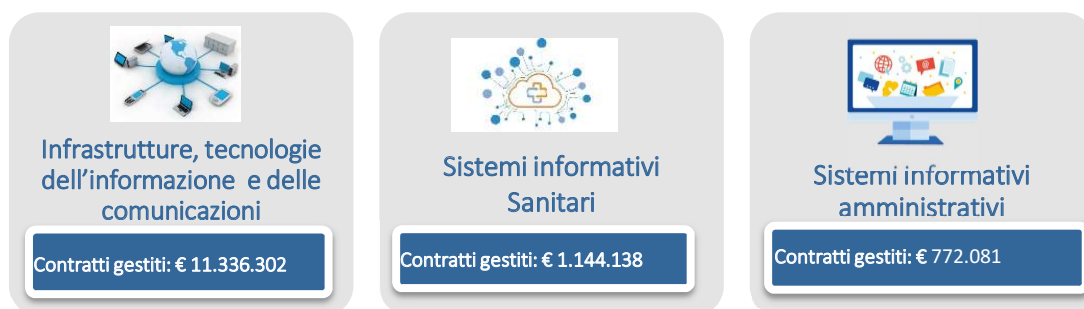 Infrastrutture, tecnologie
dell'informazione e delle
comunicazioni
Contratti gestiti: € 11.336.302
Sistemi informativi
Sanitari
Contratti gestiti: € 1.144.138
Sistemi informativi
amministrativi
Contratti gestiti: € 772.081